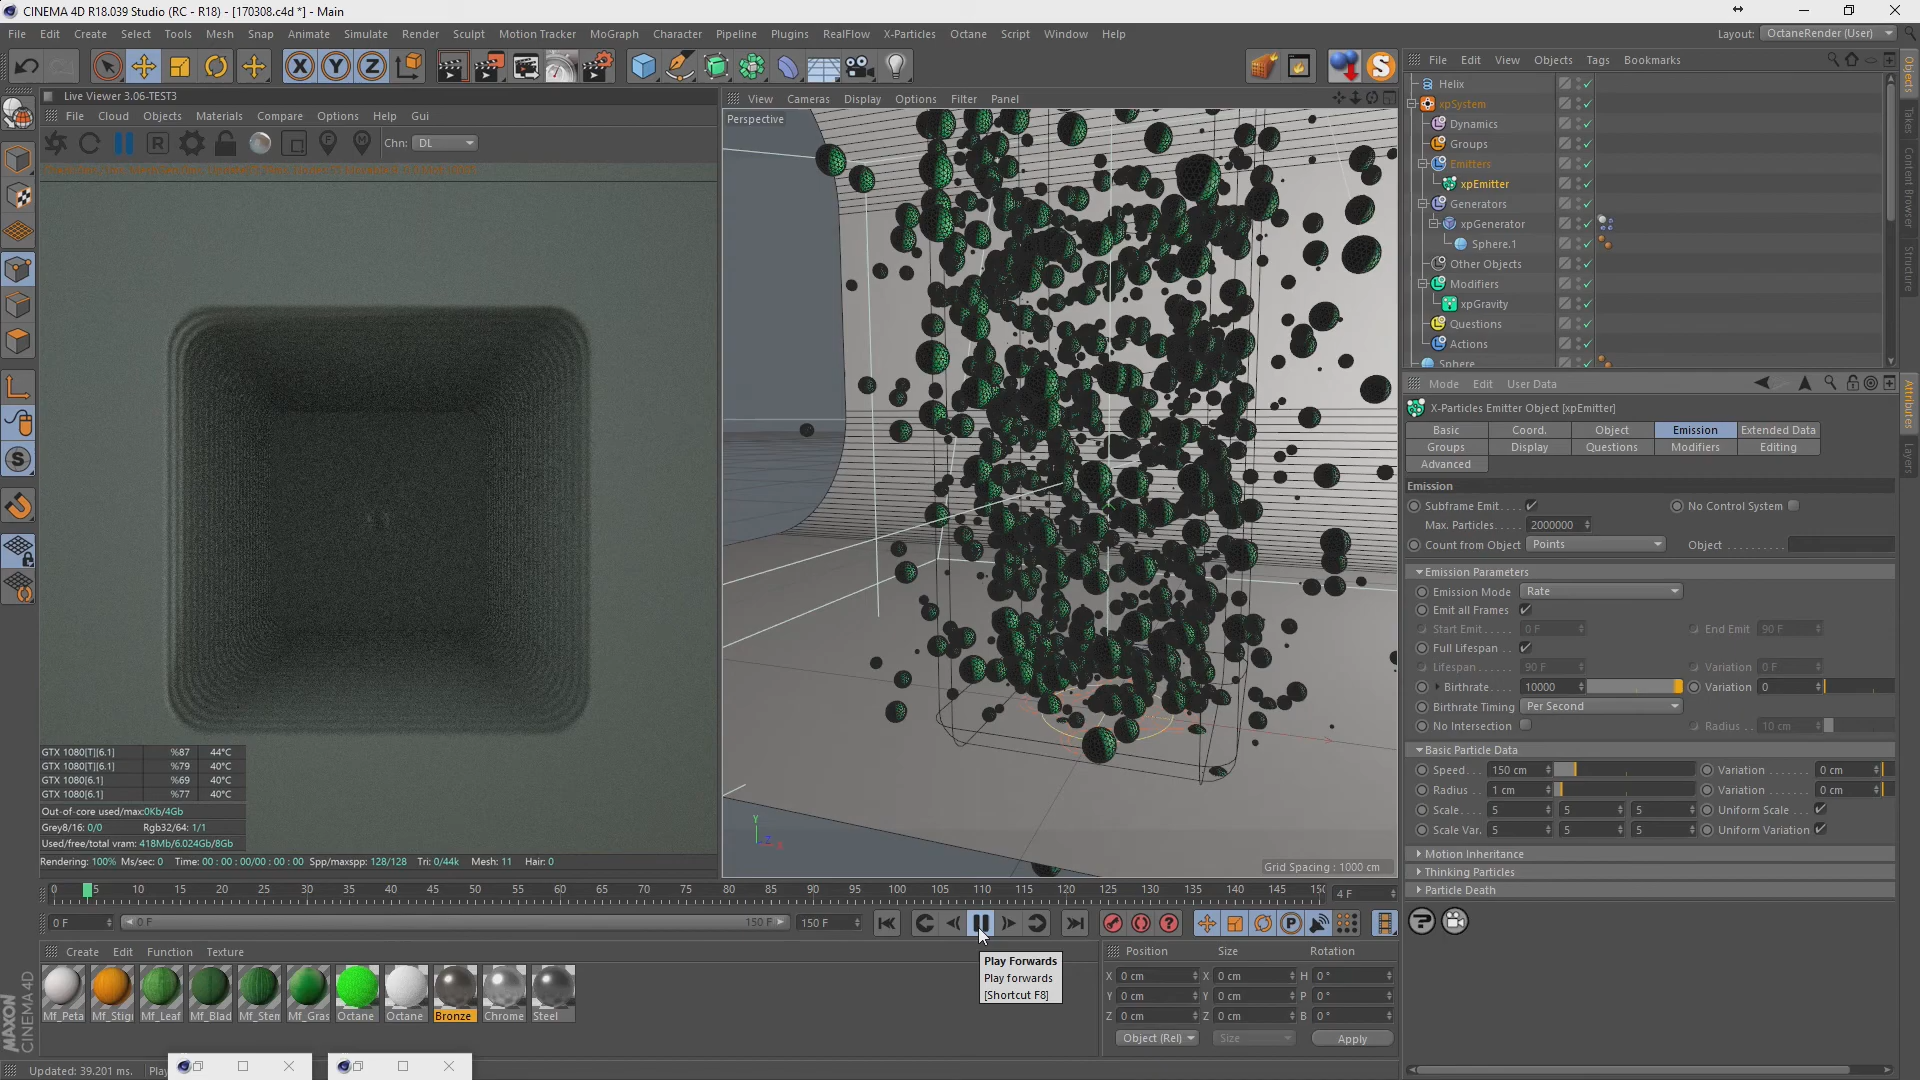 CINEMA 4D R18.039 Studio (RC - R18) - [170308.c4d *] - Main
File Edit Create Select Tools Mesh Snap Animate Simulate Render Sculpt Motion Tracker MoGraph Character Pipeline Plugins RealFlow X-Particles Octane Script Window Help
Layout: OctaneRender (User)
File Edit View Objects Tags Bookmarks
Helix
xpSystem
Dynamics
Groups
Emitters
xpEmitter
Generators
xpGenerator
Sphere.1
Other Objects
Modifiers
xpGravity
Questions
Actions
Sphere
Objects
Takes
Content Browser
Structure
Live Viewer 3.06-TEST3
File Cloud Objects Materials Compare Options Help Gui
R
M
Chn: DL
View Cameras Display Options Filter Panel
Perspective
Y
Z
X
Grid Spacing : 1000 cm
GTX 1080[T][6.1] %87 44°C
GTX 1080[T][6.1] %79 40°C
GTX 1080[6.1] %69 40°C
GTX 1080[6.1] %77 40°C
Out-of-core used/max:0Kb/4Gb
Grey8/16: 0/0 Rgb32/64: 1/1
Used/free/total vram: 418Mb/6.024Gb/8Gb
Rendering: 100% Ms/sec: 0 Time: 00 : 00 : 00/00 : 00 : 00 Spp/maxspp: 128/128 Tri: 0/44k Mesh: 11 Hair: 0
Mode Edit User Data
X-Particles Emitter Object [xpEmitter]
Basic Coord. Object Emission Extended Data
Groups Display Questions Modifiers Editing
Advanced
Emission
Subframe Emit.... No Control System
Max. Particles..... 2000000
Count from Object Points Object ..........
Emission Parameters
Emission Mode Rate
Emit all Frames
Start Emit..... 0 F End Emit 90 F
Full Lifespan ..
Lifespan....... 90 F Variation 0 F
Birthrate.... 10000 Variation 0
Birthrate Timing Per Second
No Intersection Radius .. 10 cm
Basic Particle Data
Speed... 150 cm Variation ....... 0 cm
Radius .. 1 cm Variation ....... 0 cm
Scale.... 5 5 5 Uniform Scale ..
Scale Var. 5 5 5 Uniform Variation
Motion Inheritance
Thinking Particles
Particle Death
Attributes
Layers
0 5 10 15 20 25 30 35 40 45 50 55 60 65 70 75 80 85 90 95 100 105 110 115 120 125 130 135 140 145 150
4 F
0 F 0 F 150 F 150 F
Play Forwards
Play forwards
[Shortcut F8]
Create Edit Function Texture
Mf_Peta Mf_Stigi Mf_Leaf Mf_Blad Mf_Stem Mf_Gras Octane Octane Bronze Chrome Steel
Position Size Rotation
X 0 cm X 0 cm H 0 °
Y 0 cm Y 0 cm P 0 °
Z 0 cm Z 0 cm B 0 °
Object (Rel) Size Apply
MAXON
CINEMA 4D
Updated: 39.201 ms. Play